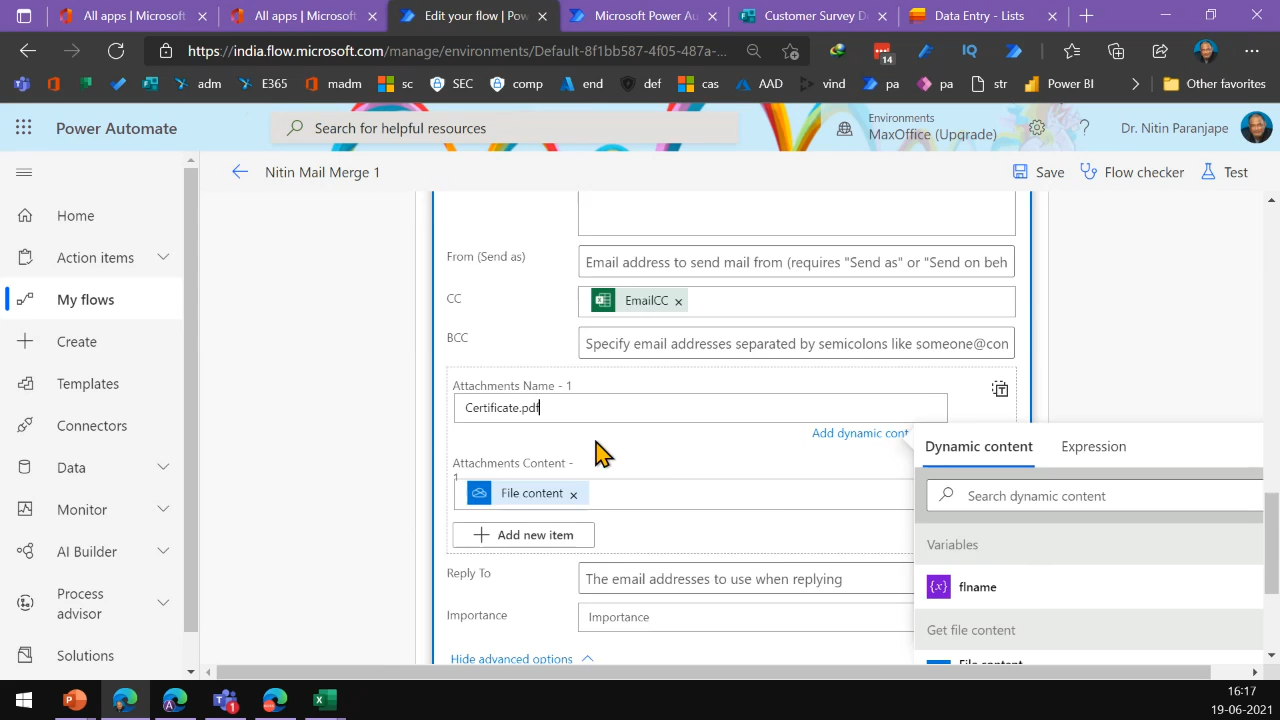 All apps | Microsoft
All apps | Microsoft
Edit your flow | Pow
Microsoft Power Au
Customer Survey D
Data Entry - Lists
https://india.flow.microsoft.com/manage/environments/Default-8f1bb587-4f05-487a-...
14
IQ
adm
E365
madm
sc
SEC
comp
end
def
cas
AAD
vind
pa
pa
str
Power BI
Other favorites
Power Automate
Search for helpful resources
Environments
MaxOffice (Upgrade)
?
Dr. Nitin Paranjape
Nitin Mail Merge 1
Save
Flow checker
Test
Home
Action items
My flows
Create
Templates
Connectors
Data
Monitor
AI Builder
Process
advisor
Solutions
From (Send as)
Email address to send mail from (requires "Send as" or "Send on beh
CC
EmailCC ×
BCC
Specify email addresses separated by semicolons like someone@con
Attachments Name - 1
Certificate.pdf
Add dynamic cont
Attachments Content -
1
File content ×
Add new item
Reply To
The email addresses to use when replying
Importance
Importance
Hide advanced options
Dynamic content
Expression
Search dynamic content
Variables
{x}
flname
Get file content
File content
1
16:17
19-06-2021